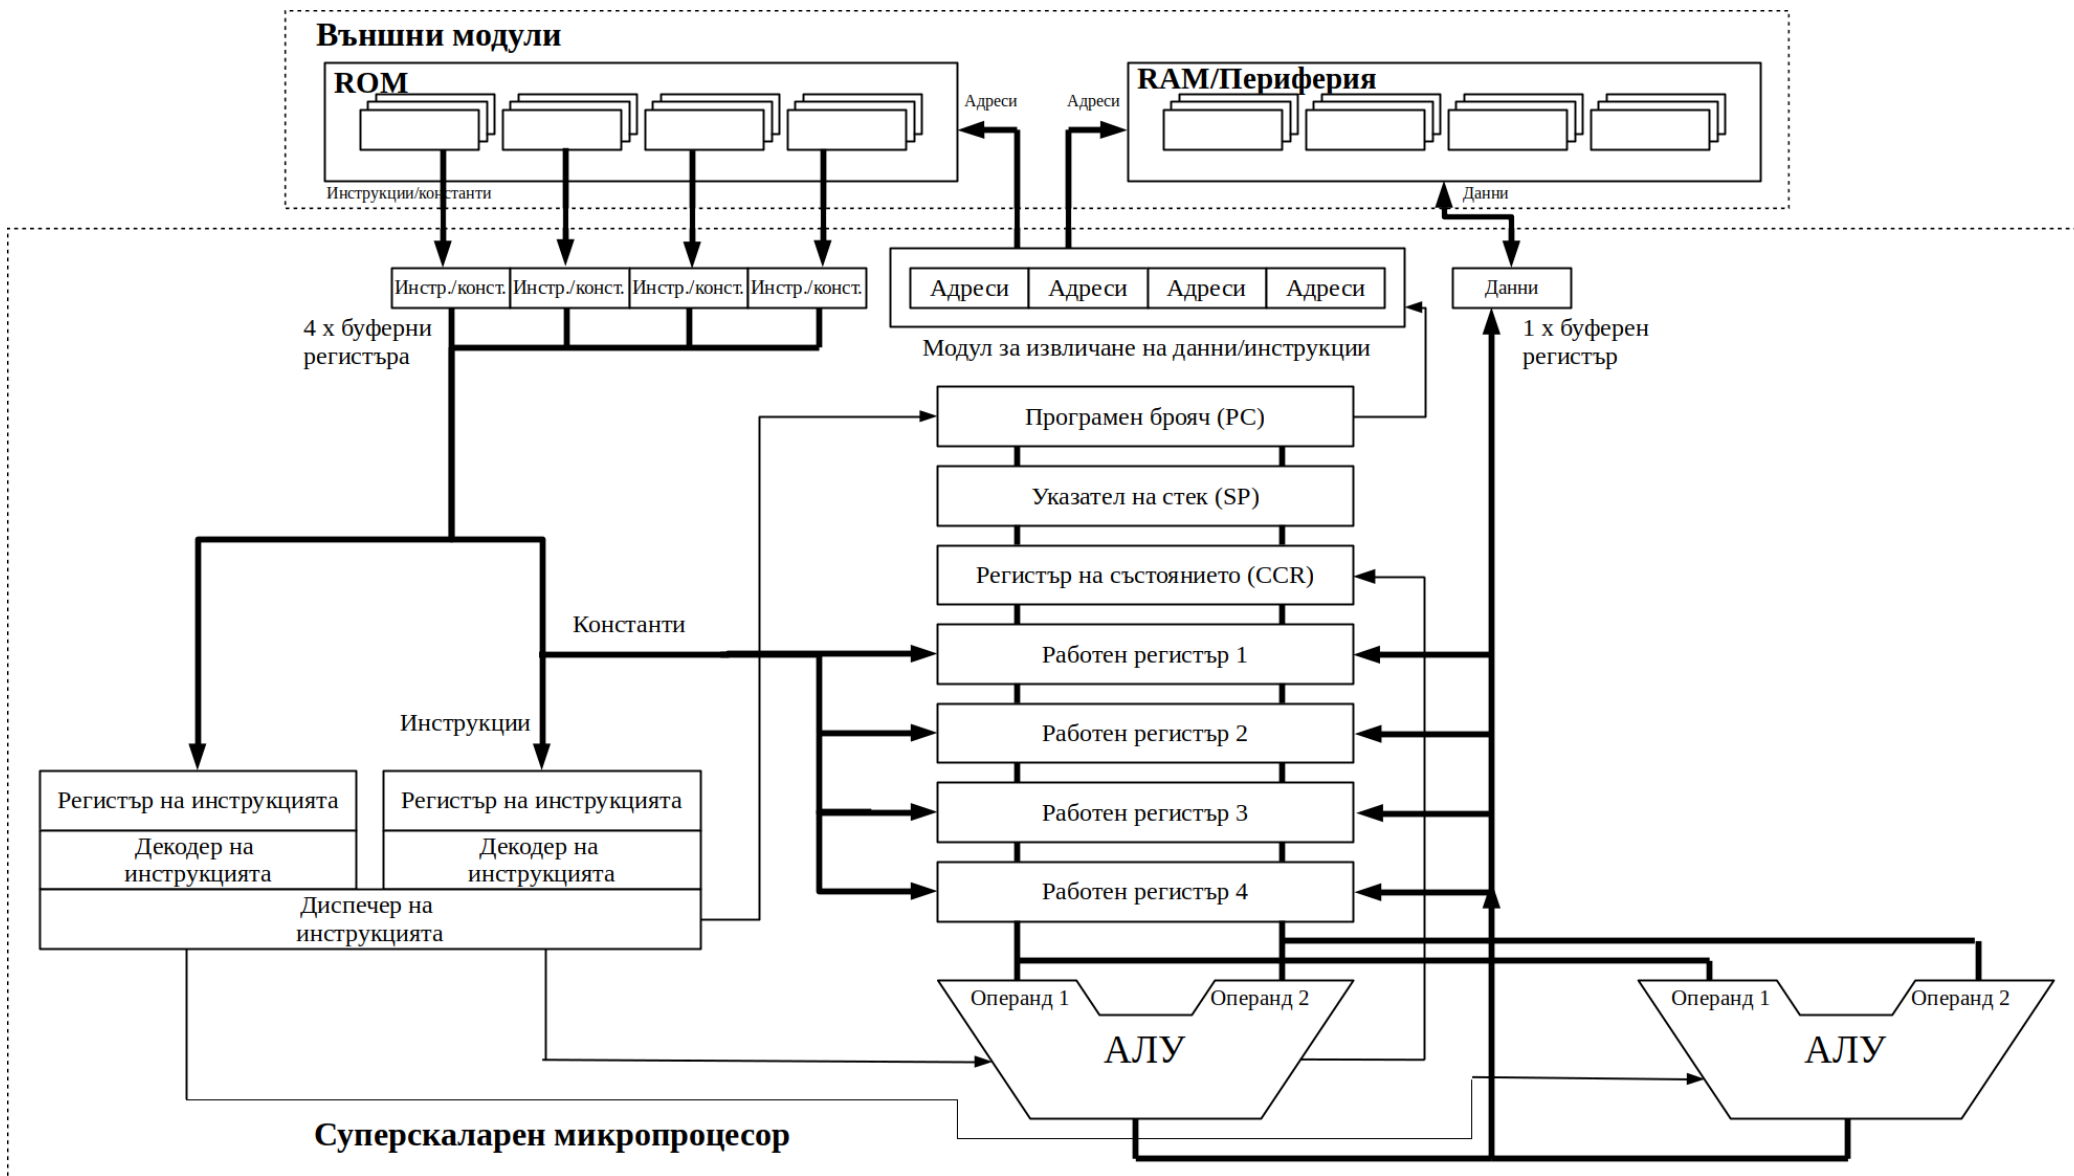 Външни модули
ROM
RAM/Периферия
Адреси
Адреси
Инструкции/константи
Данни
Инстр./конст.
Инстр./конст.
Инстр./конст.
Инстр./конст.
Адреси
Адреси
Адреси
Адреси
Данни
4 x буферни
регистъра
Модул за извличане на данни/инструкции
1 x буферен
регистър
Програмен брояч (PC)
Указател на стек (SP)
Регистър на състоянието (CCR)
Константи
Работен регистър 1
Инструкции
Работен регистър 2
Регистър на инструкцията
Регистър на инструкцията
Работен регистър 3
Декодер на
инструкцията
Декодер на
инструкцията
Работен регистър 4
Диспечер на
инструкцията
Операнд 1
Операнд 2
АЛУ
Операнд 1
Операнд 2
АЛУ
Суперскаларен микропроцесор